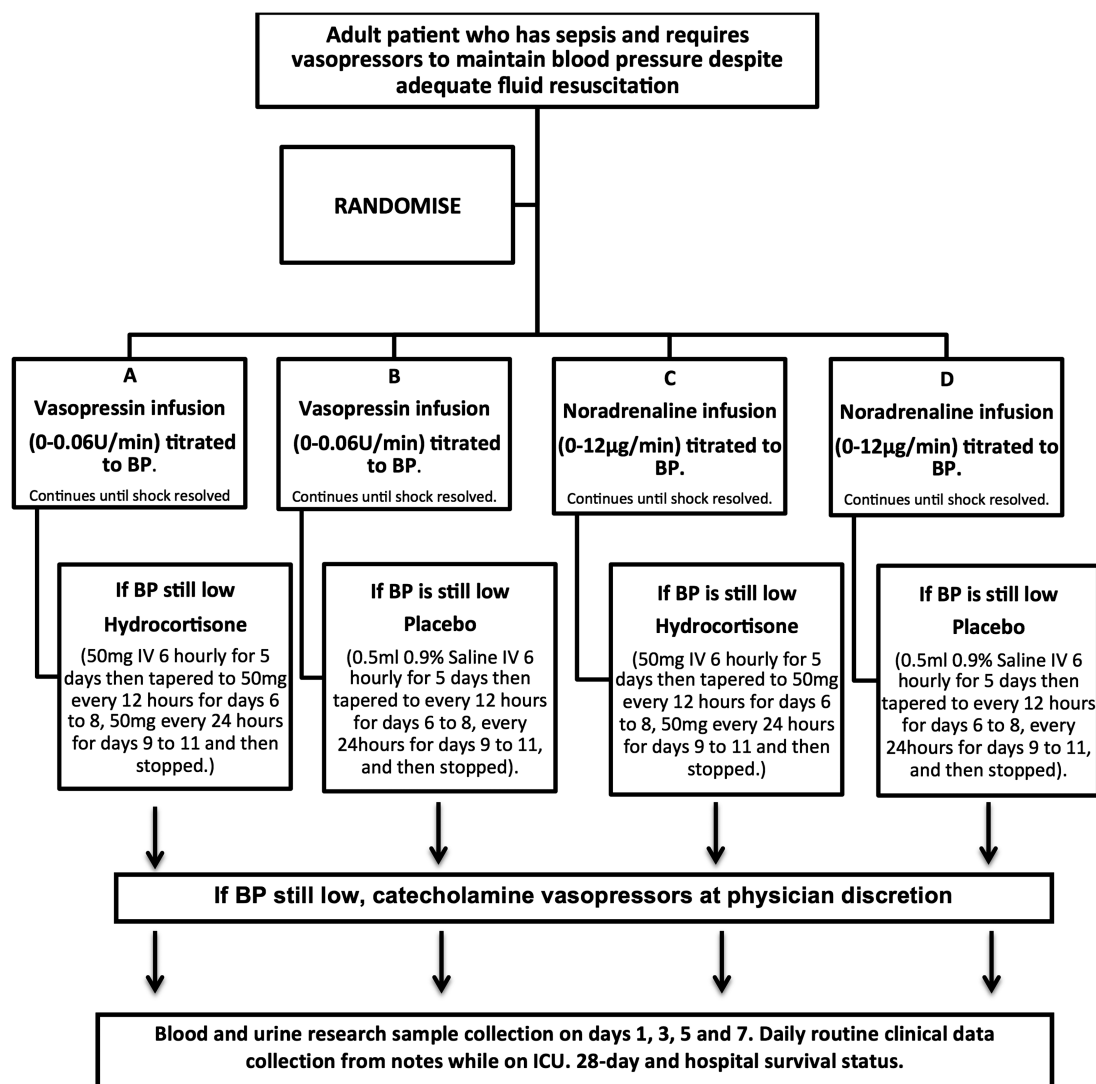 Adult patient who has sepsis and requires
vasopressors to maintain blood pressure despite
adequate fluid resuscitation
RANDOMISE
A
Vasopressin infusion
(0-0.06U/min) titrated
to BP.
Continues until shock resolved
B
Vasopressin infusion
(0-0.06U/min) titrated
to BP.
Continues until shock resolved.
C
Noradrenaline infusion
(0-12µg/min) titrated to
BP.
Continues until shock resolved.
D
Noradrenaline infusion
(0-12µg/min) titrated to
BP.
Continues until shock resolved.
If BP still low
Hydrocortisone
(50mg IV 6 hourly for 5
days then tapered to 50mg
every 12 hours for days 6
to 8, 50mg every 24 hours
for days 9 to 11 and then
stopped.)
If BP is still low
Placebo
(0.5ml 0.9% Saline IV 6
hourly for 5 days then
tapered to every 12 hours
for days 6 to 8, every
24hours for days 9 to 11,
and then stopped).
If BP is still low
Hydrocortisone
(50mg IV 6 hourly for 5
days then tapered to 50mg
every 12 hours for days 6
to 8, 50mg every 24 hours
for days 9 to 11 and then
stopped.)
If BP is still low
Placebo
(0.5ml 0.9% Saline IV 6
hourly for 5 days then
tapered to every 12 hours
for days 6 to 8, every
24hours for days 9 to 11,
and then stopped).
If BP still low, catecholamine vasopressors at physician discretion
Blood and urine research sample collection on days 1, 3, 5 and 7. Daily routine clinical data
collection from notes while on ICU. 28-day and hospital survival status.